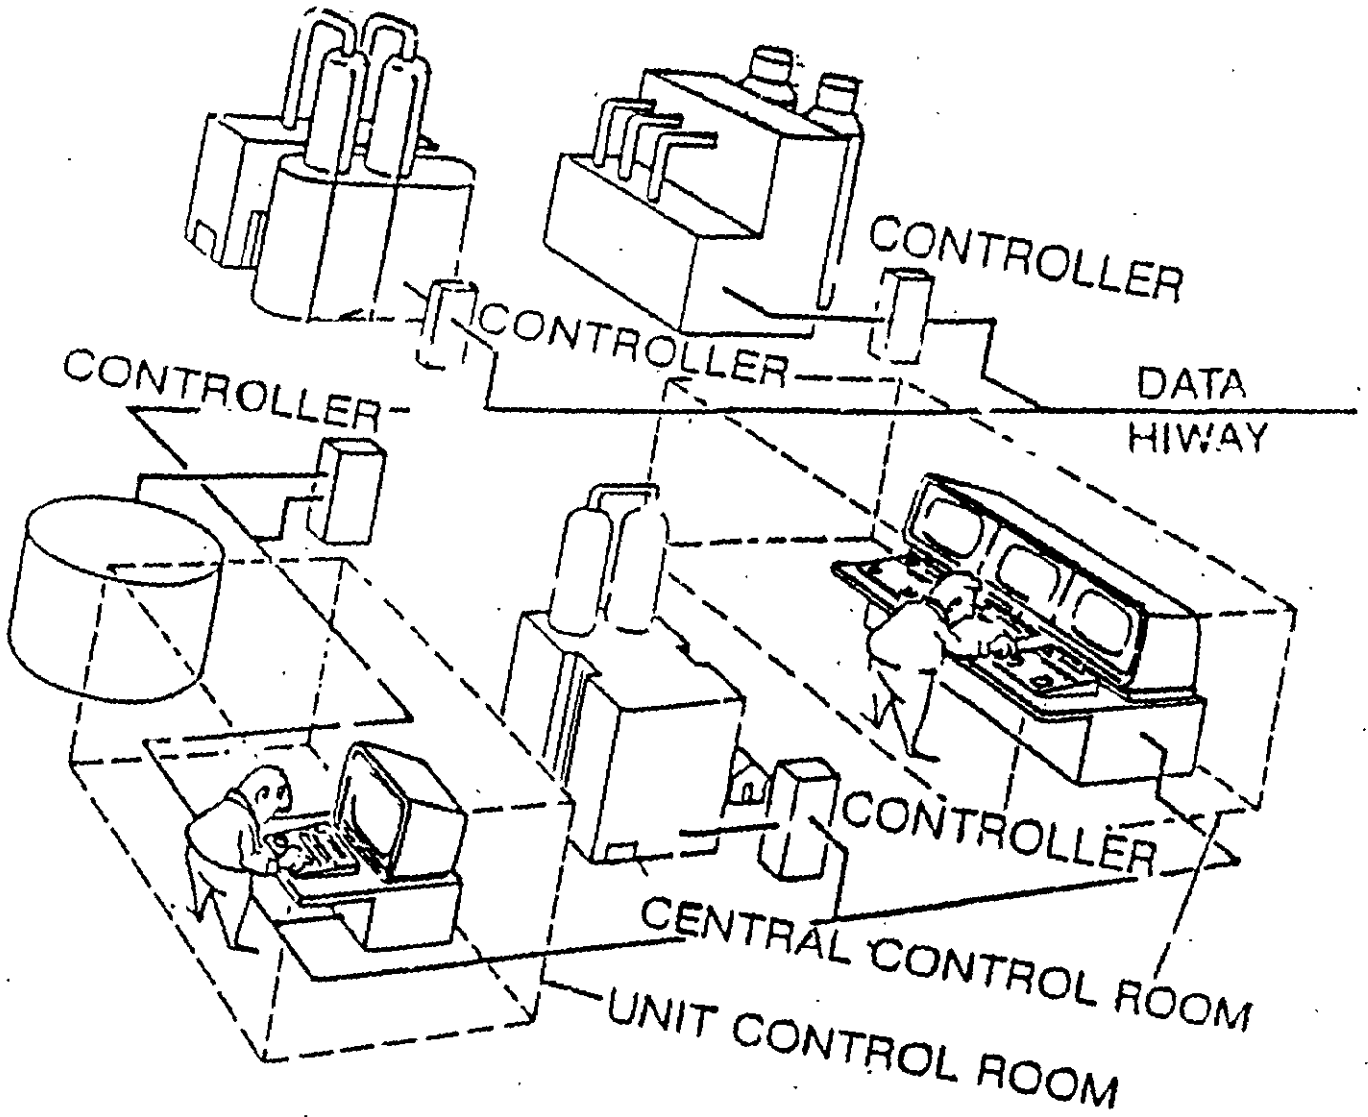 CONTROLLER
CONTROLLER
CONTROLLER
DATA
HIWAY
CONTROLLER
CENTRAL CONTROL ROOM
UNIT CONTROL ROOM